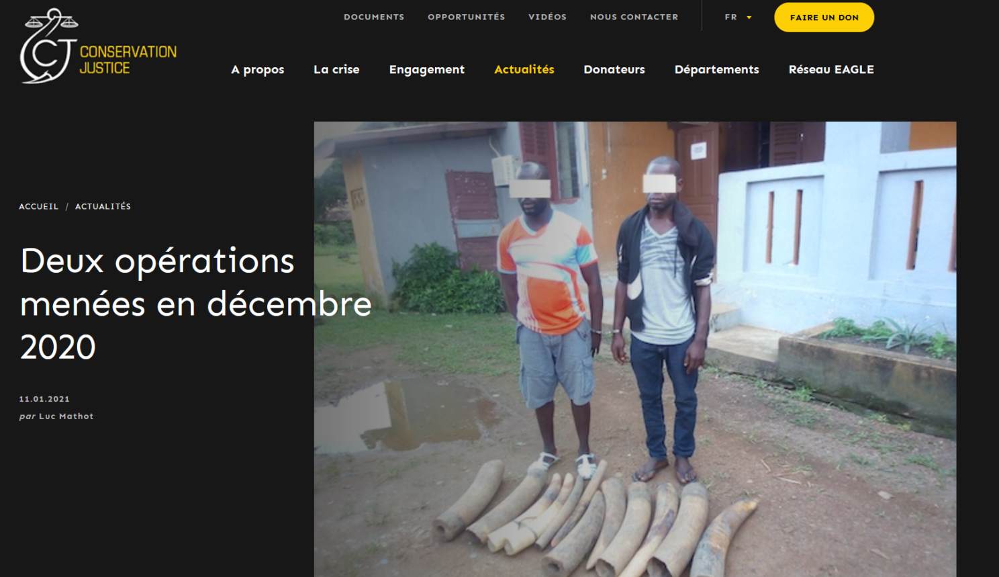 DOCUMENTS OPPORTUNITÉS VIDÉOS NOUS CONTACTER FR FAIRE UN DON
CJ CONSERVATION
JUSTICE
A propos La crise Engagement Actualités Donateurs Départements Réseau EAGLE
ACCUEIL / ACTUALITÉS
Deux opérations
menées en décembre
2020
11.01.2021
par Luc Mathot